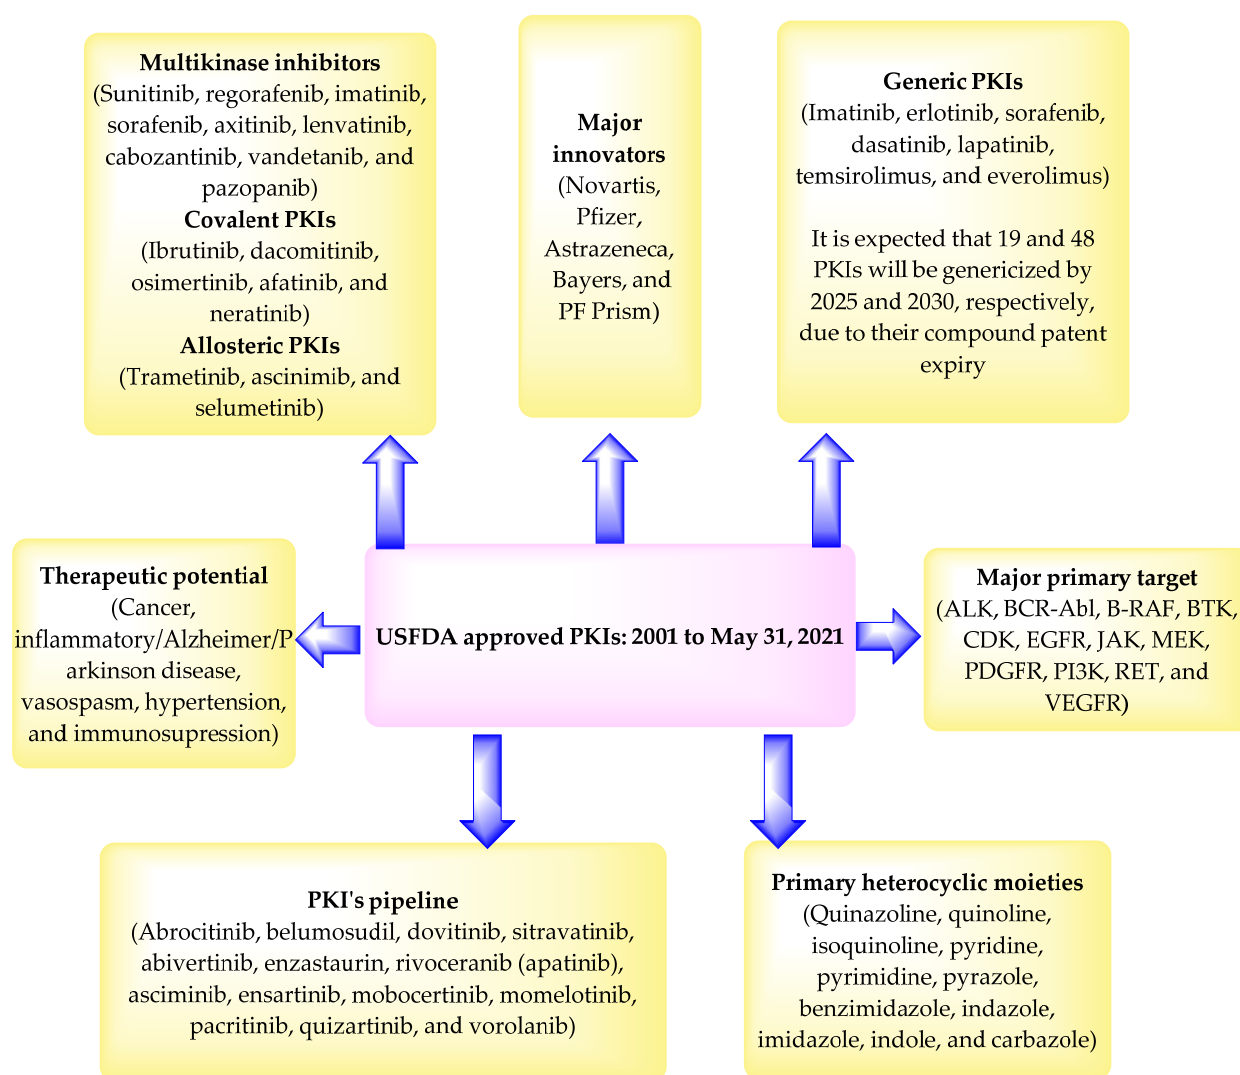 Multikinase inhibitors
(Sunitinib, regorafenib, imatinib,
sorafenib, axitinib, lenvatinib,
cabozantinib, vandetanib, and
pazopanib)
Covalent PKIs
(Ibrutinib, dacomitinib,
osimertinib, afatinib, and
neratinib)
Allosteric PKIs
(Trametinib, ascinimib, and
selumetinib)
Major
innovators
(Novartis,
Pfizer,
Astrazeneca,
Bayers, and
PF Prism)
Generic PKIs
(Imatinib, erlotinib, sorafenib,
dasatinib, lapatinib,
temsirolimus, and everolimus)
It is expected that 19 and 48
PKIs will be genericized by
2025 and 2030, respectively,
due to their compound patent
expiry
Therapeutic potential
(Cancer,
inflammatory/Alzheimer/P
arkinson disease,
vasospasm, hypertension,
and immunosupression)
USFDA approved PKIs: 2001 to May 31, 2021
Major primary target
(ALK, BCR-Abl, B-RAF, BTK,
CDK, EGFR, JAK, MEK,
PDGFR, PI3K, RET, and
VEGFR)
PKI's pipeline
(Abrocitinib, belumosudil, dovitinib, sitravatinib,
abivertinib, enzastaurin, rivoceranib (apatinib),
asciminib, ensartinib, mobocertinib, momelotinib,
pacritinib, quizartinib, and vorolanib)
Primary heterocyclic moieties
(Quinazoline, quinoline,
isoquinoline, pyridine,
pyrimidine, pyrazole,
benzimidazole, indazole,
imidazole, indole, and carbazole)